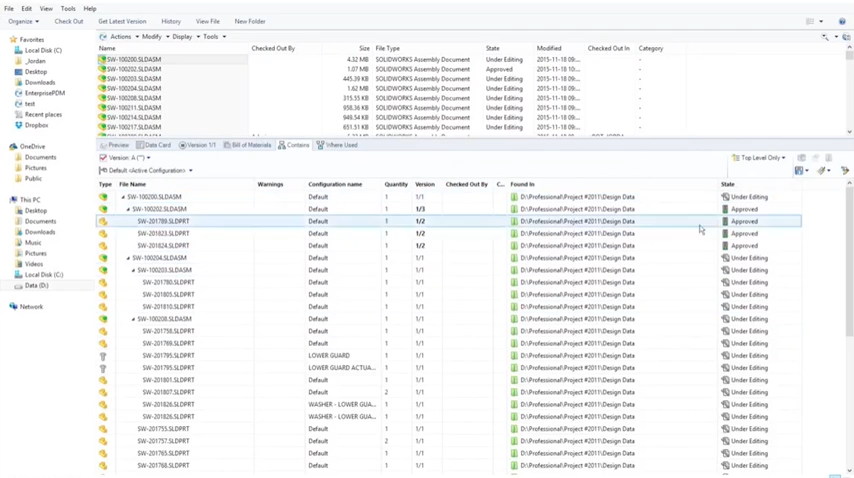 File Edit View Tools Help
Organize Check Out Get Latest Version History View File New Folder
Favorites
Local Disk (C)
_Jordan
Desktop
Downloads
EnterprisePDM
test
Recent places
Dropbox
OneDrive
Documents
Pictures
Public
This PC
Desktop
Documents
Downloads
Music
Pictures
Videos
Local Disk (C:)
Data (D:)
Network
Actions Modify Display Tools
Name Checked Out By Size File Type State Modified Checked Out In Category
SW-100200.SLDASM 4.32 MB SOLIDWORKS Assembly Document Under Editing 2015-11-18 09:... -
SW-100202.SLDASM 1.07 MB SOLIDWORKS Assembly Document Approved 2015-11-18 10:... -
SW-100203.SLDASM 445.39 KB SOLIDWORKS Assembly Document Under Editing 2015-11-18 09:... -
SW-100204.SLDASM 1.62 MB SOLIDWORKS Assembly Document Under Editing 2015-11-18 09:... -
SW-100208.SLDASM 315.55 KB SOLIDWORKS Assembly Document Under Editing 2015-11-18 09:... -
SW-100211.SLDASM 958.36 KB SOLIDWORKS Assembly Document Under Editing 2015-11-18 09:... -
SW-100214.SLDASM 949.54 KB SOLIDWORKS Assembly Document Under Editing 2015-11-18 09:... -
SW-100217.SLDASM 651.51 KB SOLIDWORKS Assembly Document Under Editing 2015-11-18 09:... -
Preview Data Card Version 1/1 Bill of Materials Contains Where Used
Version: A (") Top Level Only
Default <Active Configuration>
Type File Name Warnings Configuration name Quantity Version Checked Out By C... Found In State
SW-100200.SLDASM Default 1 1/1 D:\Professional\Project #2011\Design Data Under Editing
SW-100202.SLDASM Default 1 1/3 D:\Professional\Project #2011\Design Data Approved
SW-201789.SLDPRT Default 1 1/2 D:\Professional\Project #2011\Design Data Approved
SW-201823.SLDPRT Default 1 1/2 D:\Professional\Project #2011\Design Data Approved
SW-201824.SLDPRT Default 1 1/2 D:\Professional\Project #2011\Design Data Approved
SW-100204.SLDASM Default 1 1/1 D:\Professional\Project #2011\Design Data Under Editing
SW-100203.SLDASM Default 1 1/1 D:\Professional\Project #2011\Design Data Under Editing
SW-201780.SLDPRT Default 1 1/1 D:\Professional\Project #2011\Design Data Under Editing
SW-201805.SLDPRT Default 1 1/1 D:\Professional\Project #2011\Design Data Under Editing
SW-201810.SLDPRT Default 1 1/1 D:\Professional\Project #2011\Design Data Under Editing
SW-100208.SLDASM Default 1 1/1 D:\Professional\Project #2011\Design Data Under Editing
SW-201758.SLDPRT Default 1 1/1 D:\Professional\Project #2011\Design Data Under Editing
SW-201769.SLDPRT Default 1 1/1 D:\Professional\Project #2011\Design Data Under Editing
SW-201795.SLDPRT LOWER GUARD 1 1/1 D:\Professional\Project #2011\Design Data Under Editing
SW-201795.SLDPRT LOWER GUARD ACTUA... 1 1/1 D:\Professional\Project #2011\Design Data Under Editing
SW-201801.SLDPRT Default 1 1/1 D:\Professional\Project #2011\Design Data Under Editing
SW-201807.SLDPRT Default 2 1/1 D:\Professional\Project #2011\Design Data Under Editing
SW-201826.SLDPRT WASHER - LOWER GU... 1 1/1 D:\Professional\Project #2011\Design Data Under Editing
SW-201826.SLDPRT WASHER - LOWER GU... 1 1/1 D:\Professional\Project #2011\Design Data Under Editing
SW-201755.SLDPRT Default 1 1/1 D:\Professional\Project #2011\Design Data Under Editing
SW-201757.SLDPRT Default 2 1/1 D:\Professional\Project #2011\Design Data Under Editing
SW-201765.SLDPRT Default 1 1/1 D:\Professional\Project #2011\Design Data Under Editing
SW-201768.SLDPRT Default 1 1/1 D:\Professional\Project #2011\Design Data Under Editing